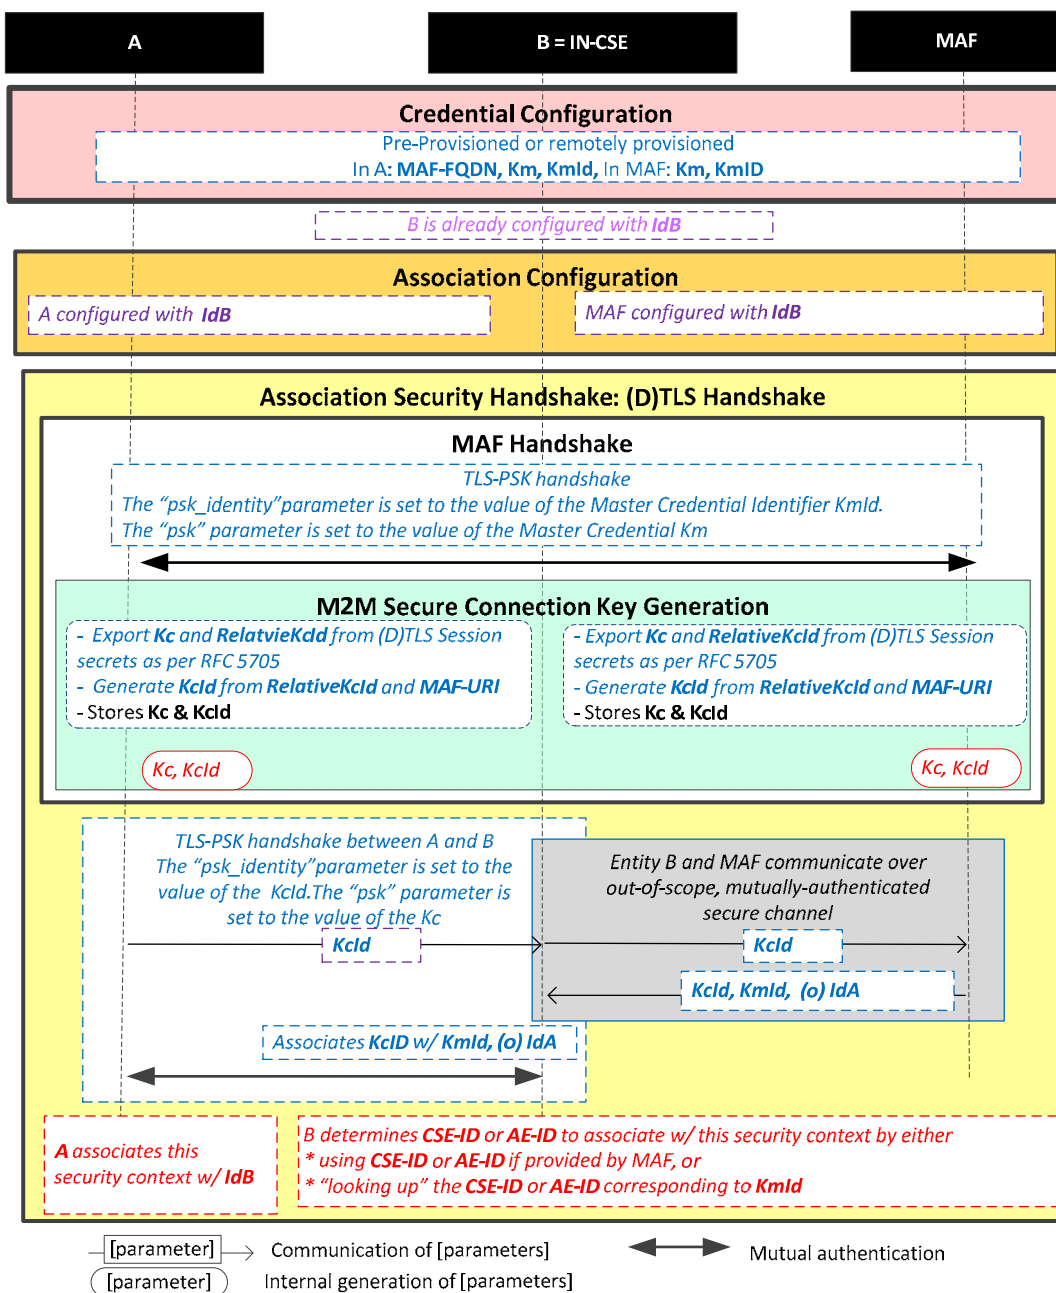 A
B = IN-CSE
MAF
Credential Configuration
Pre-Provisioned or remotely provisioned
In A: MAF-FQDN, Km, KmId, In MAF: Km, KmID
B is already configured with IdB
Association Configuration
A configured with IdB
MAF configured with IdB
Association Security Handshake: (D)TLS Handshake
MAF Handshake
TLS-PSK handshake
The “psk_identity”parameter is set to the value of the Master Credential Identifier KmId.
The “psk” parameter is set to the value of the Master Credential Km
M2M Secure Connection Key Generation
- Export Kc and RelatvieKcId from (D)TLS Session
secrets as per RFC 5705
- Generate KcId from RelativeKcId and MAF-URI
- Stores Kc & KcId
- Export Kc and RelativeKcId from (D)TLS Session
secrets as per RFC 5705
- Generate KcId from RelativeKcId and MAF-URI
- Stores Kc & KcId
Kc, KcId
Kc, KcId
TLS-PSK handshake between A and B
The “psk_identity”parameter is set to the
value of the KcId.The “psk” parameter is
set to the value of the Kc
Entity B and MAF communicate over
out-of-scope, mutually-authenticated
secure channel
KcId
KcId
KcId, KmId, (o) IdA
Associates KcID w/ KmId, (o) IdA
A associates this
security context w/ IdB
B determines CSE-ID or AE-ID to associate w/ this security context by either
* using CSE-ID or AE-ID if provided by MAF, or
* “looking up” the CSE-ID or AE-ID corresponding to KmId
[parameter]
Communication of [parameters]
Mutual authentication
[parameter]
Internal generation of [parameters]